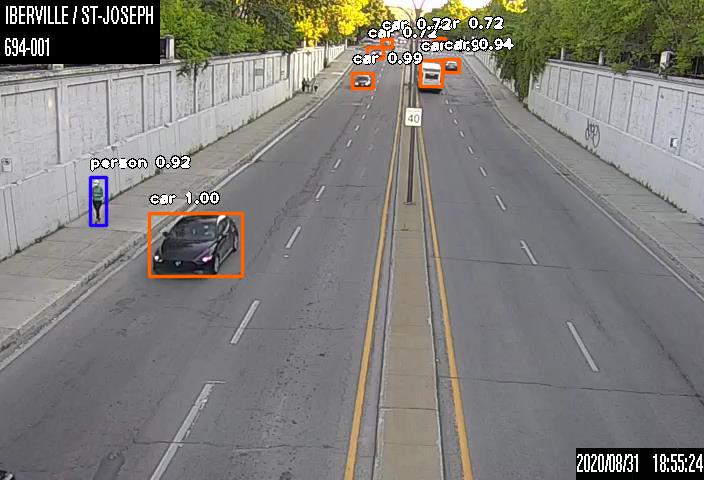 IBERVILLE / ST-JOSEPH
694-001
car 0.72
car 0.72
car 0.94
car 0.99
person 0.92
car 1.00
40
2020/08/31 18:55:24